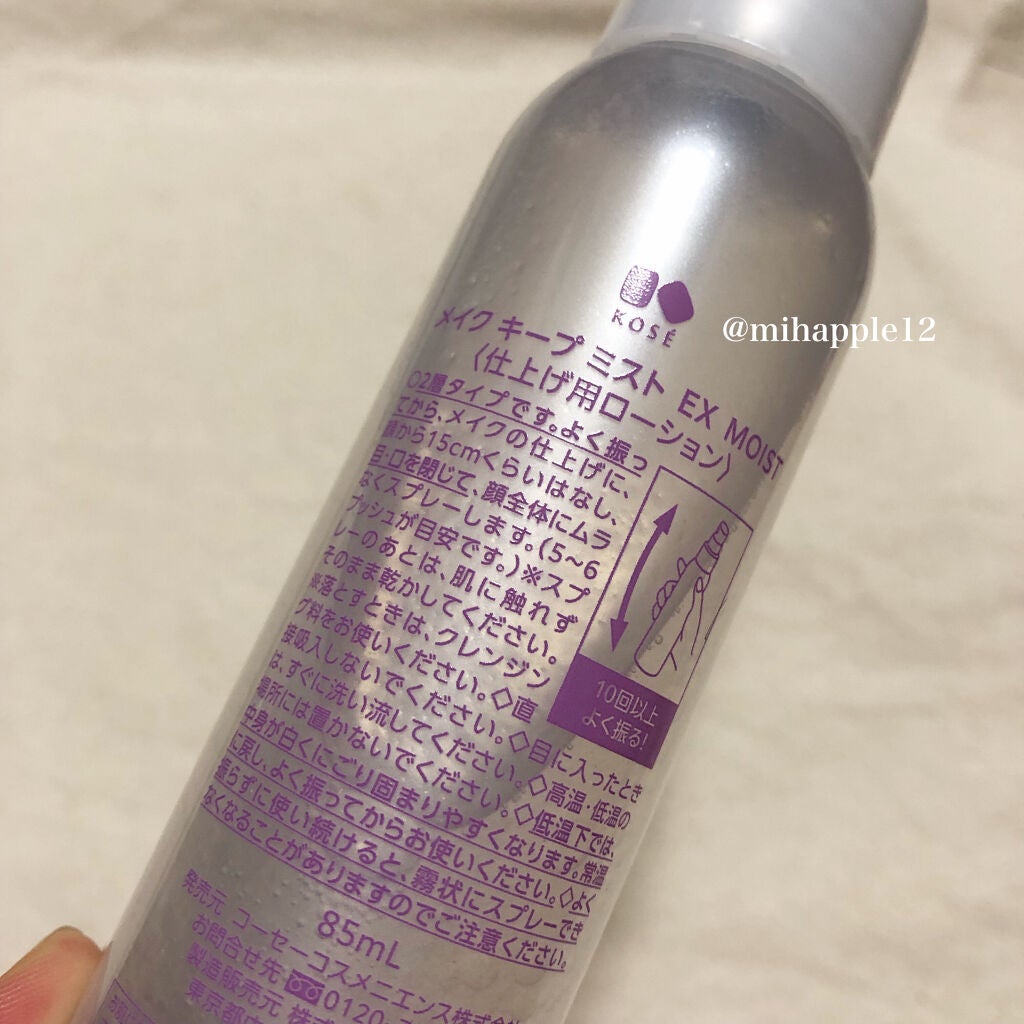 KOSÉ
@mihapple12
メイク キープ ミスト EX MOIST
〈仕上げ用ローション〉
○2層タイプです。よく振っ
てから、メイクの仕上げに、
顔から15cmくらいはなし、
目・口を閉じて、顔全体にムラ
なくスプレーします。(5〜6
プッシュが目安です。)※スプ
レーのあとは、肌に触れず
そのまま乾かしてください。
※落とすときは、クレンジン
グ料をお使いください。◇直
接吸入しないでください。◇目に入ったとき
は、すぐに洗い流してください。◇高温・低温の
場所には置かないでください。◇低温下では、
中身が白くにごり固まりやすくなります。常温
に戻し、よく振ってからお使いください。◇よく
振らずに使い続けると、霧状にスプレーでき
なくなることがありますのでご注意ください。
10回以上
よく振る!
85mL
発売元 コーセーコスメニエンス株式
お問合せ先 0120-
製造販売元 株式
東京都中